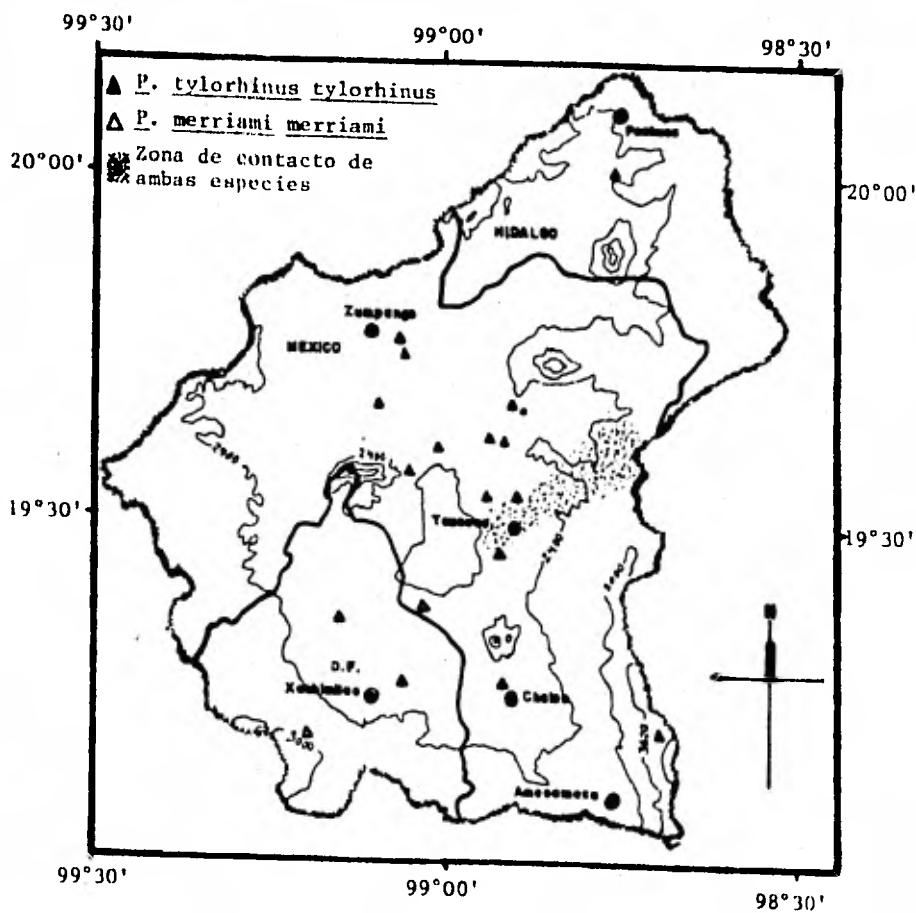 99°30'
99°00'
98°30'
P. tylorhinus tylorhinus
P. merriami merriami
Zona de contacto de
ambas especies
20°00'
20°00'
Pachuca
HIDALGO
Zumpango
MEXICO
19°30'
19°30'
Texcoco
3000
N
D.F.
Xochimilco
Chalco
3000
Amecameca
99°30'
99°00'
98°30'